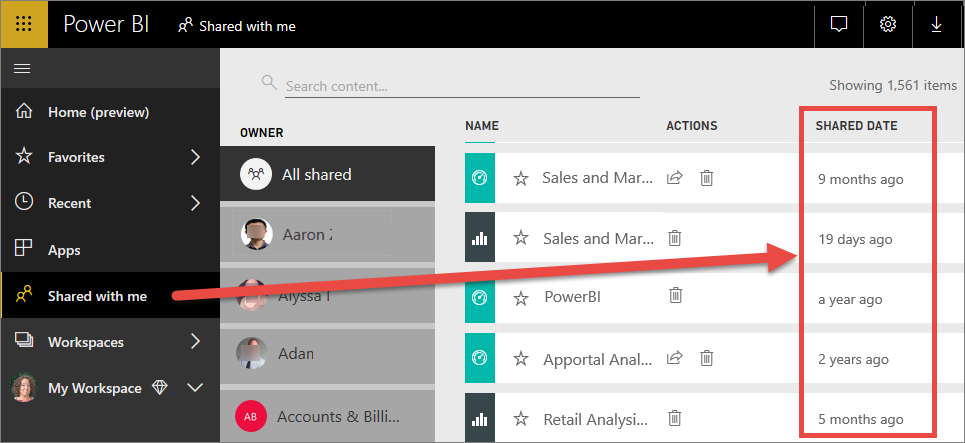 Power BI
Shared with me
Home (preview)
Favorites
Recent
Apps
Shared with me
Workspaces
My Workspace
Search content...
Showing 1,561 items
OWNER
All shared
Aaron
Alyssa
Adam
AB Accounts & Billi...
NAME ACTIONS SHARED DATE
Sales and Mar... 9 months ago
Sales and Mar... 19 days ago
PowerBI a year ago
Apportal Anal... 2 years ago
Retail Analysi... 5 months ago